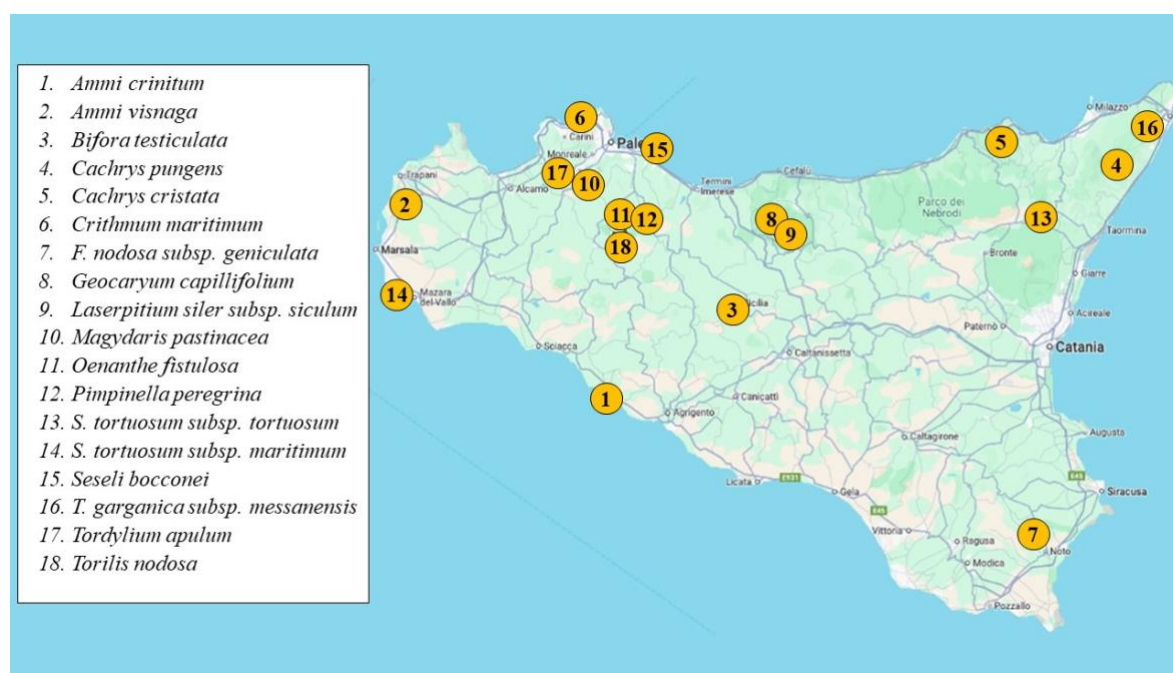 1. Ammi crinitum
2. Ammi visnaga
3. Bifora testiculata
4. Cachrys pungens
5. Cachrys cristata
6. Crithmum maritimum
7. F. nodosa subsp. geniculata
8. Geocaryum capillifolium
9. Laserpitium siler subsp. siculum
10. Magydaris pastinacea
11. Oenanthe fistulosa
12. Pimpinella peregrina
13. S. tortuosum subsp. tortuosum
14. S. tortuosum subsp. maritimum
15. Seseli bocconei
16. T. garganica subsp. messanensis
17. Tordylium apulum
18. Torilis nodosa
Milazzo
6
16
Carini
Pale
5
Monreale
15
4
Trapani
17
Cefalù
Alcamo
10
Termini
Imerese
Parco dei
Nebrodi
2
11
12
8
13
9
Taormina
Marsala
18
Bronte
Giarre
14
Mazara
del Vallo
3
icilia
Acireale
Paternò
Sciacca
Catania
Caltanissetta
1
Canicattì
Agrigento
Augusta
Caltagirone
Licata
E931
E45
Gela
Siracusa
E45
Vittoria
7
Ragusa
Noto
Modica
Pozzallo